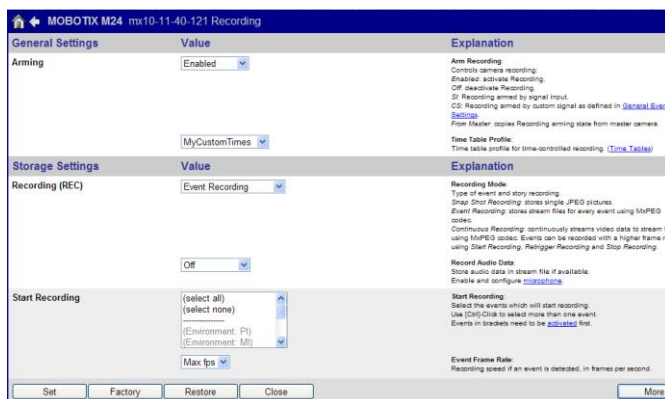 MOBOTIX M24 mx10-11-40-121 Recording
General Settings Value Explanation
Arming
Enabled
Arm Recording:
Controls camera recording:
Enabled: activate Recording.
Off: deactivate Recording.
SI: Recording armed by signal input.
CS: Recording armed by custom signal as defined in General Even
Settings.
From Master: copies Recording arming state from master camera.
MyCustomTimes
Time Table Profile:
Time table profile for time-controlled recording. (Time Tables)
Storage Settings Value Explanation
Recording (REC)
Event Recording
Recording Mode:
Type of event and story recording.
Snap Shot Recording: stores single JPEG pictures.
Event Recording: stores stream files for every event using MxPEG
codec.
Continuous Recording: continuously streams video data to stream f
using MxPEG codec. Events can be recorded with a higher frame r
using Start Recording, Retrigger Recording and Stop Recording.
Off
Record Audio Data:
Store audio data in stream file if available.
Enable and configure microphone.
Start Recording
(select all)
(select none)
---------------
(Environment: PI)
(Environment: MI)
Start Recording:
Select the events which will start recording.
Use [Ctrl]-Click to select more than one event.
Events in brackets need to be activated first.
Max fps
Event Frame Rate:
Recording speed if an event is detected, in frames per second.
Set Factory Restore Close More